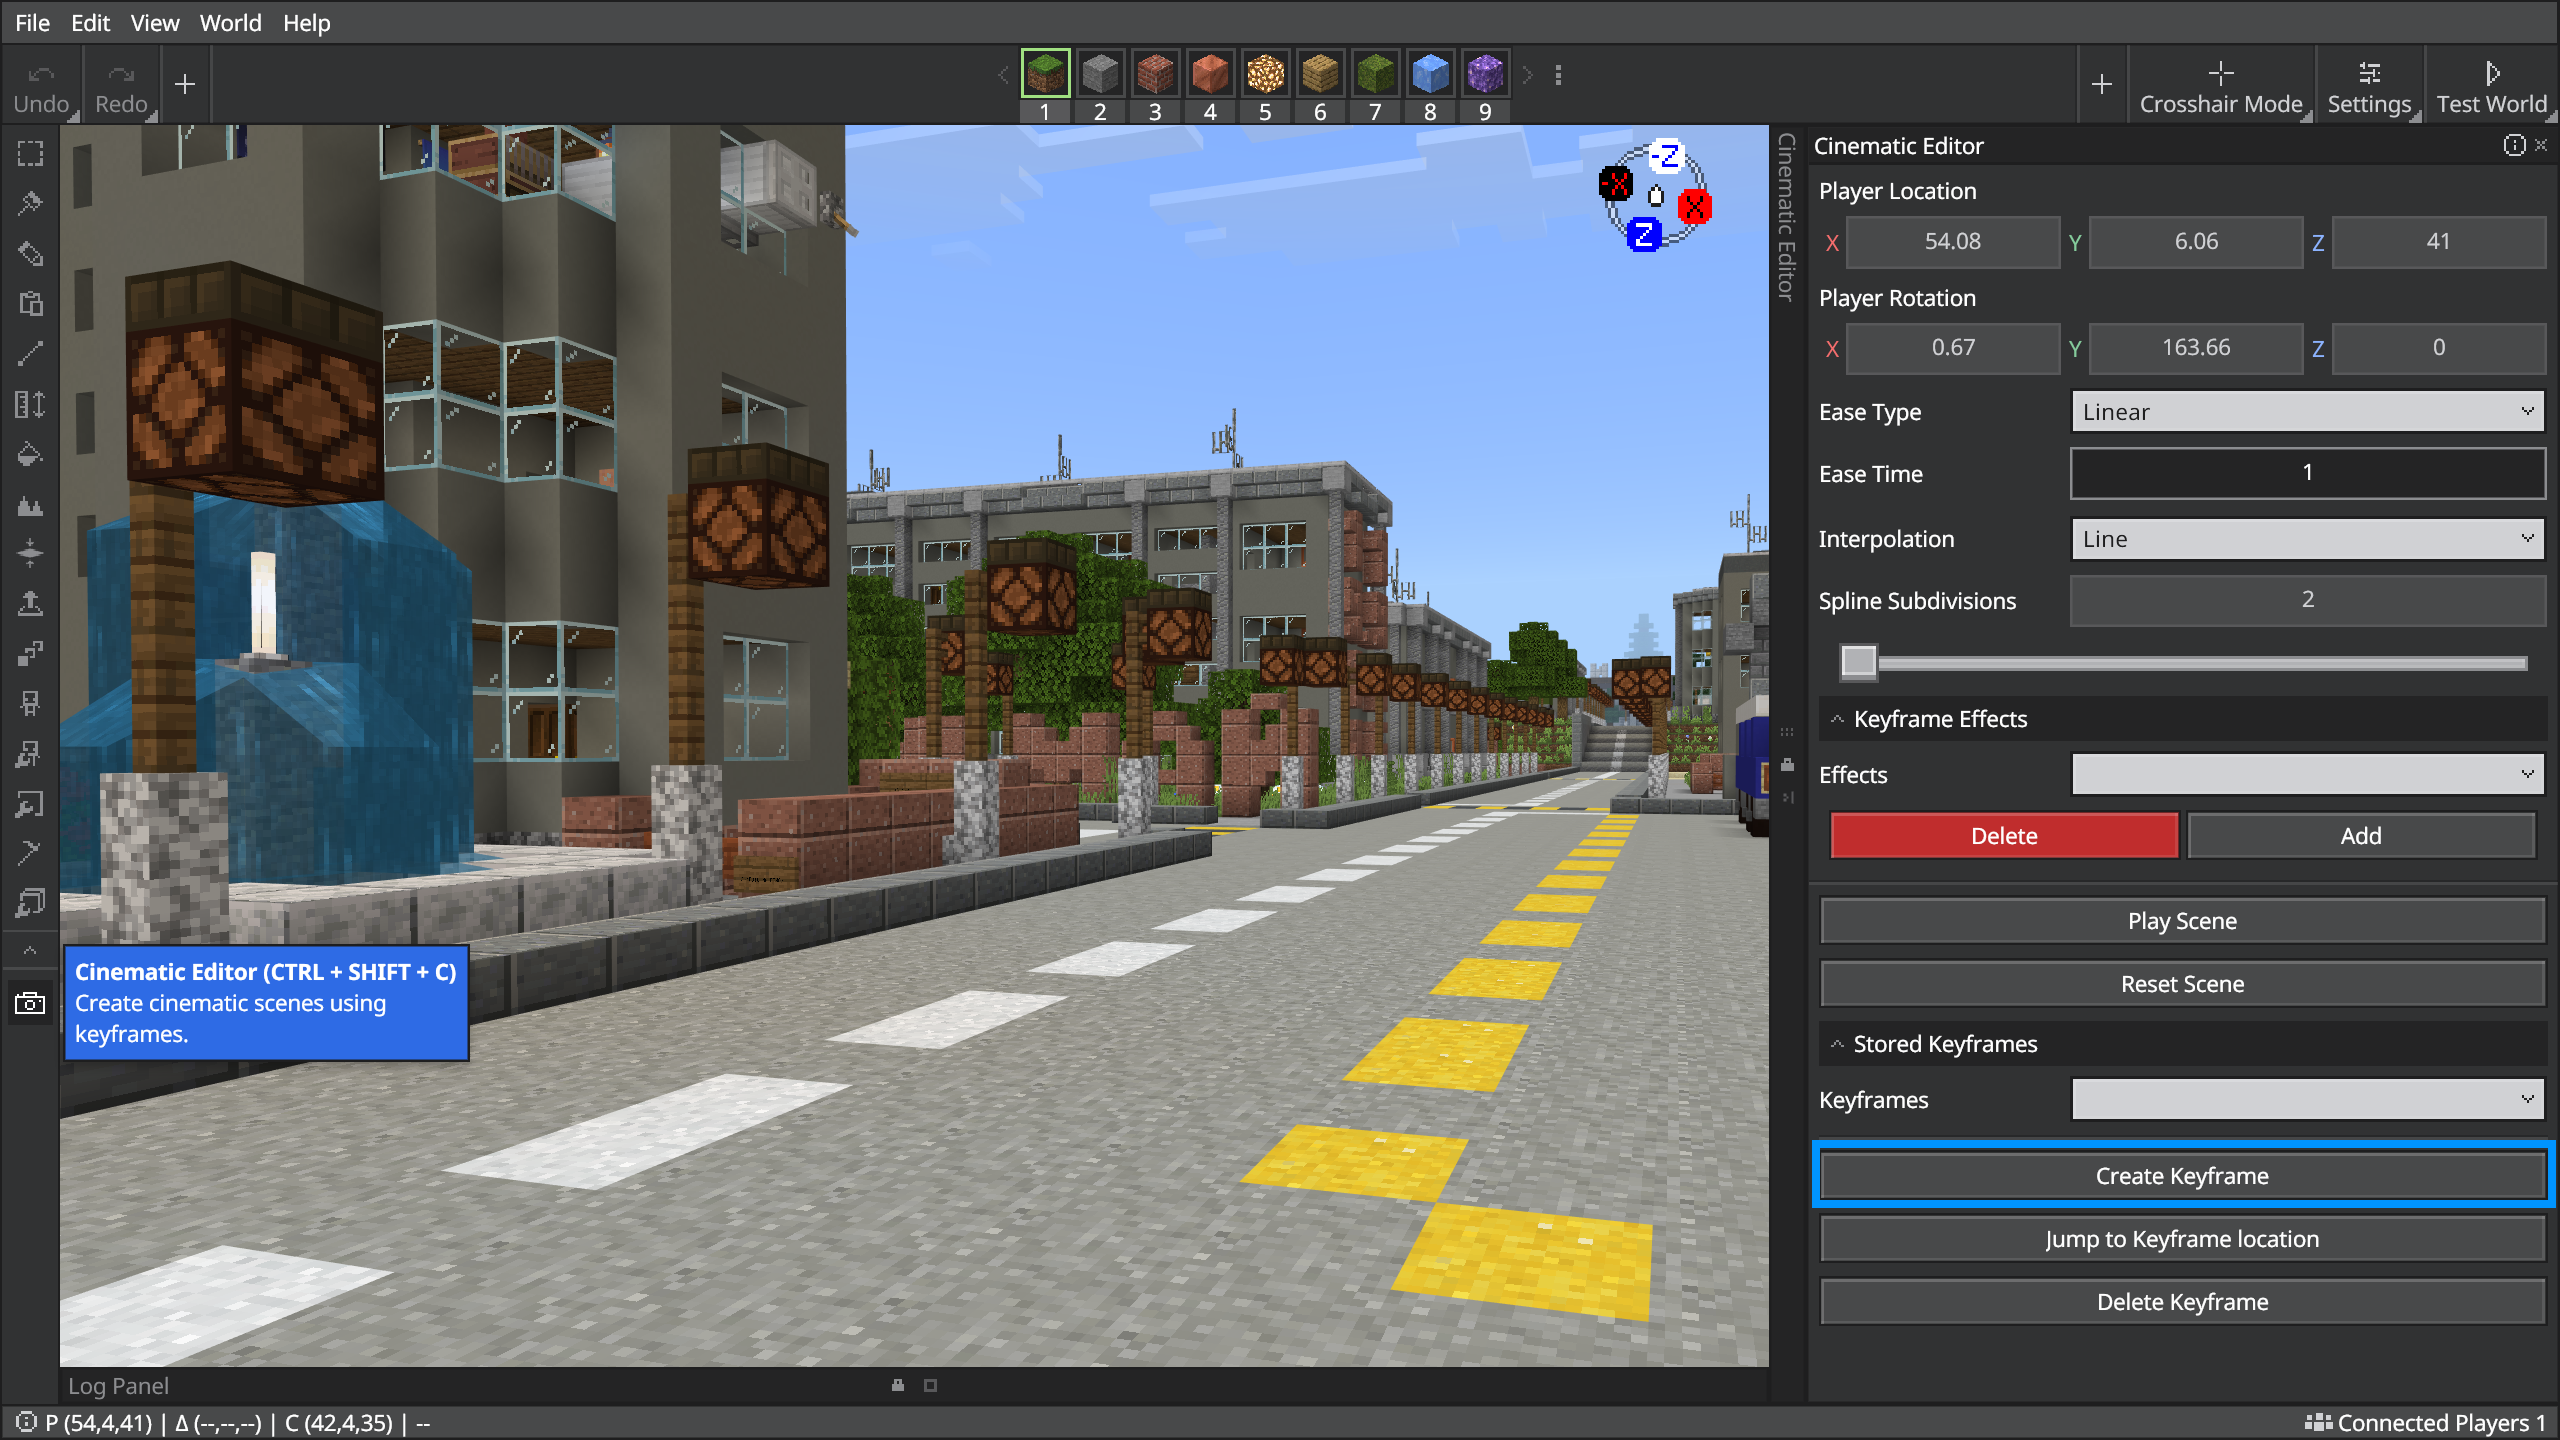 File Edit View World Help
Undo Redo
1 2 3 4 5 6 7 8 9
Crosshair Mode Settings Test World
-Z
-X
X
Z
Cinematic Editor
Cinematic Editor
Player Location
X 54.08 Y 6.06 Z 41
Player Rotation
X 0.67 Y 163.66 Z 0
Ease Type Linear
Ease Time 1
Interpolation Line
Spline Subdivisions 2
Keyframe Effects
Effects
Delete Add
Play Scene
Reset Scene
Stored Keyframes
Keyframes
Create Keyframe
Jump to Keyframe location
Delete Keyframe
Cinematic Editor (CTRL + SHIFT + C)
Create cinematic scenes using
keyframes.
Log Panel
P (54,4,41) | Δ (--,--,--) | C (42,4,35) | --
Connected Players 1